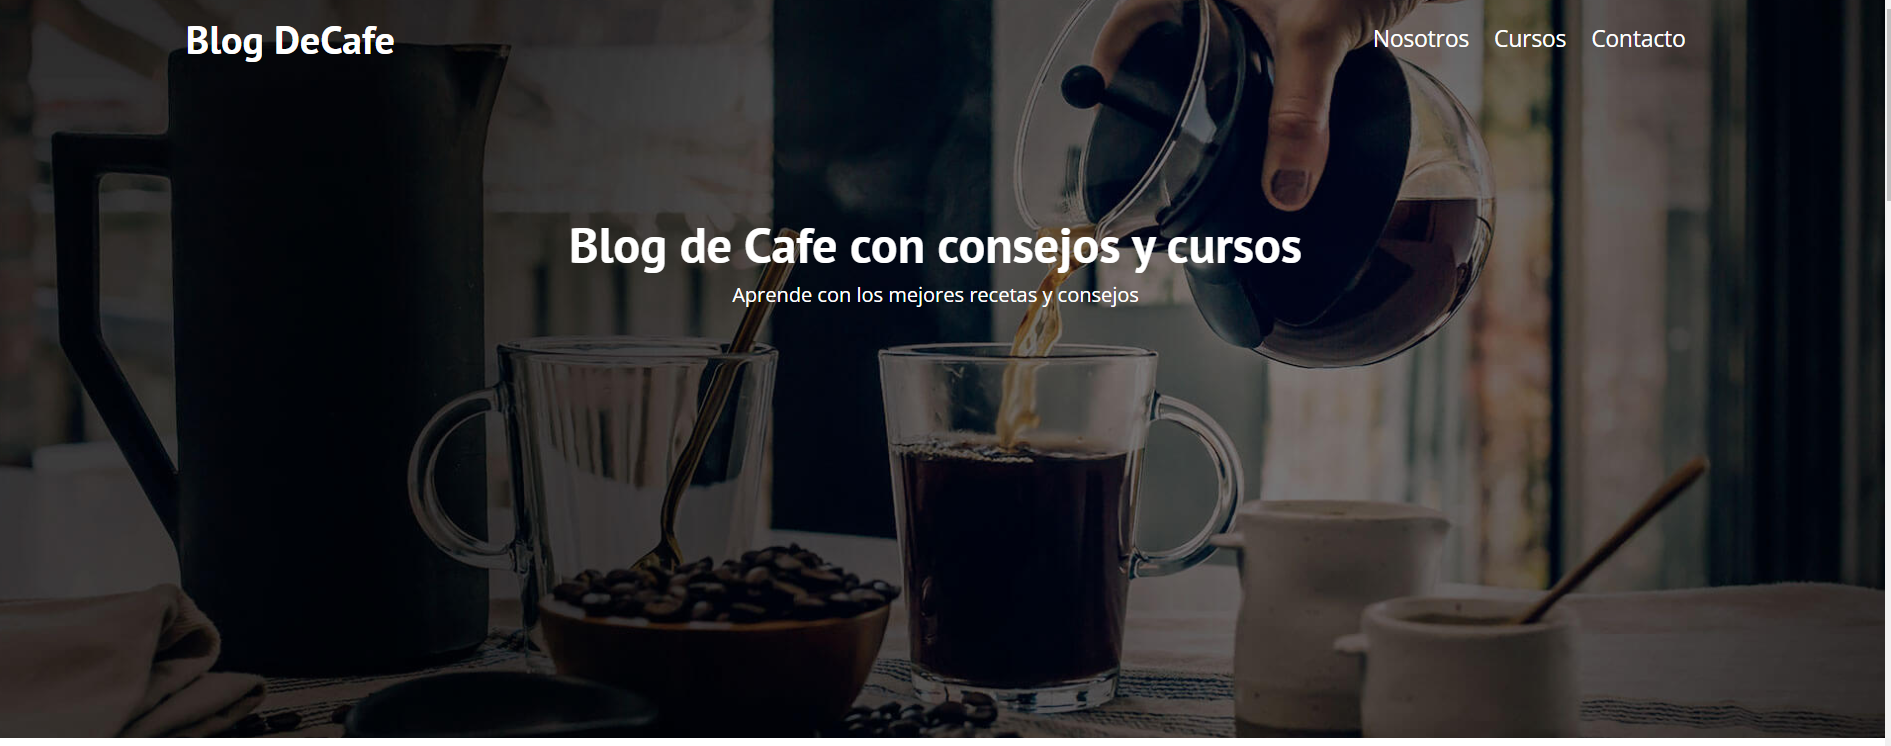 Blog DeCafe
Nosotros Cursos Contacto
Blog de Cafe con consejos y cursos
Aprende con los mejores recetas y consejos